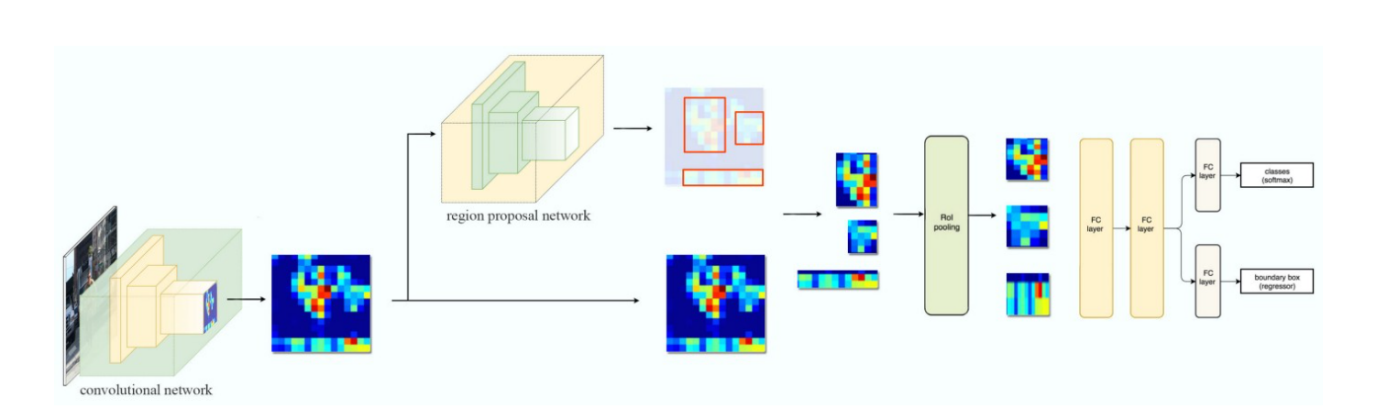 region proposal network
convolutional network
RoI
pooling
FC
layer
FC
layer
FC
layer
classes
(softmax)
FC
layer
boundary box
(regressor)